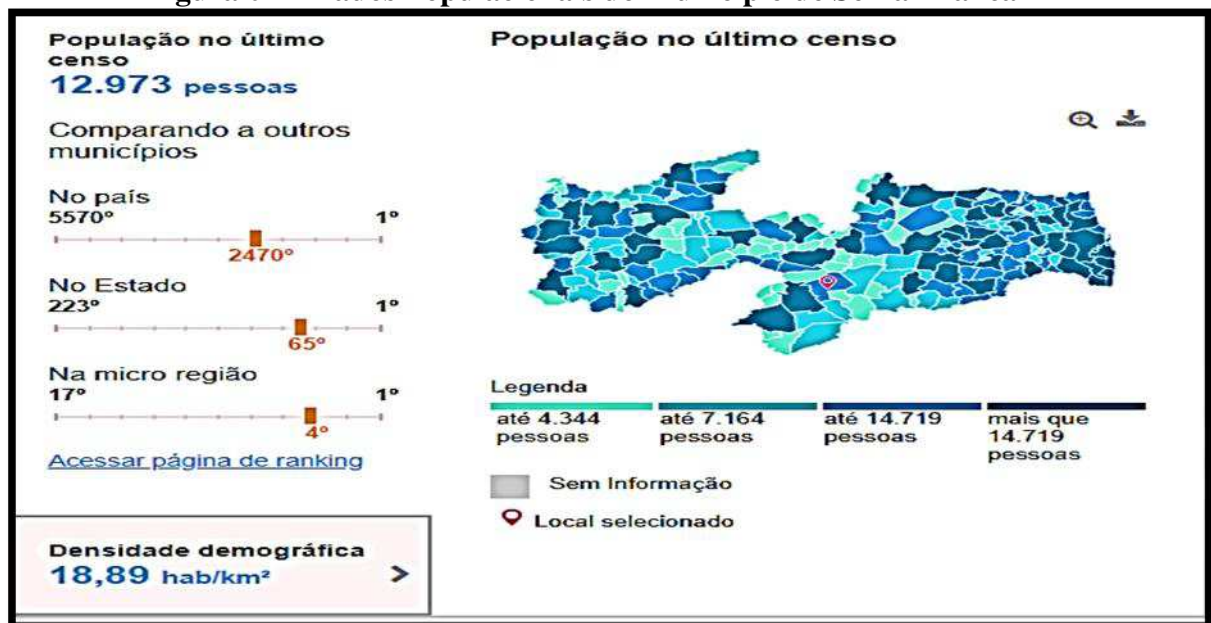 População no último
censo
12.973 pessoas
Comparando a outros
municípios
No país
5570º 1º
2470º
No Estado
223º 1º
65º
Na micro região
17º 1º
4º
Acessar página de ranking
Densidade demográfica
18,89 hab/km²
População no último censo
Legenda
até 4.344
pessoas
até 7.164
pessoas
até 14.719
pessoas
mais que
14.719
pessoas
Sem Informação
Local selecionado